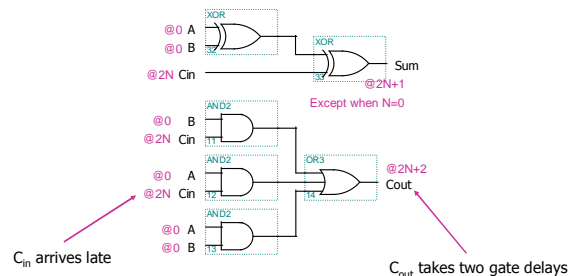 XOR
@0 A
@0 B
32
XOR
@2N Cin
33
Sum
@2N+1
Except when N=0
AND2
@0 B
@2N Cin
11
AND2
@0 A
@2N Cin
12
OR3
14
@2N+2
Cout
AND2
@0 A
@0 B
13
Cin arrives late
Cout takes two gate delays